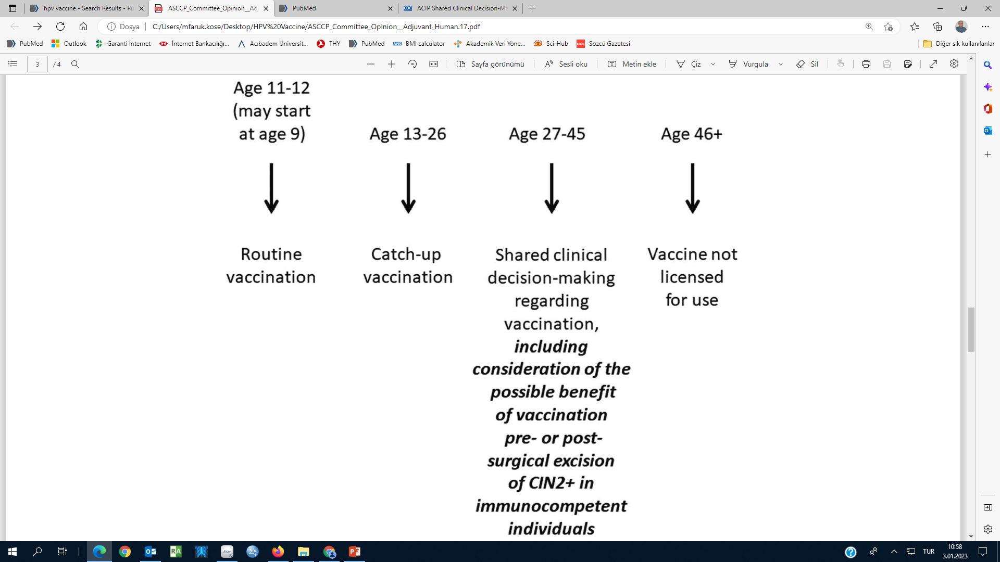 hpv vaccine - Search Results - Pu
ASCCP_Committee_Opinion__Adj
PubMed
ACIP Shared Clinical Decision-Ma
Dosya
C:/Users/mfaruk.kose/Desktop/HPV%20Vaccine/ASCCP_Committee_Opinion__Adjuvant_Human.17.pdf
PubMed
Outlook
Garanti İnternet
İnternet Bankacılığı...
Acıbadem Üniversit...
THY
PubMed
BMI calculator
Akademik Veri Yöne...
Sci-Hub
Sözcü Gazetesi
Diğer sık kullanılanlar
3 / 4
Sayfa görünümü
Sesli oku
Metin ekle
Çiz
Vurgula
Sil
Age 11-12
(may start
at age 9)
Routine
vaccination
Age 13-26
Catch-up
vaccination
Age 27-45
Shared clinical
decision-making
regarding
vaccination,
including
consideration of the
possible benefit
of vaccination
pre- or post-
surgical excision
of CIN2+ in
immunocompetent
individuals
Age 46+
Vaccine not
licensed
for use
TUR
10:58
3.01.2023